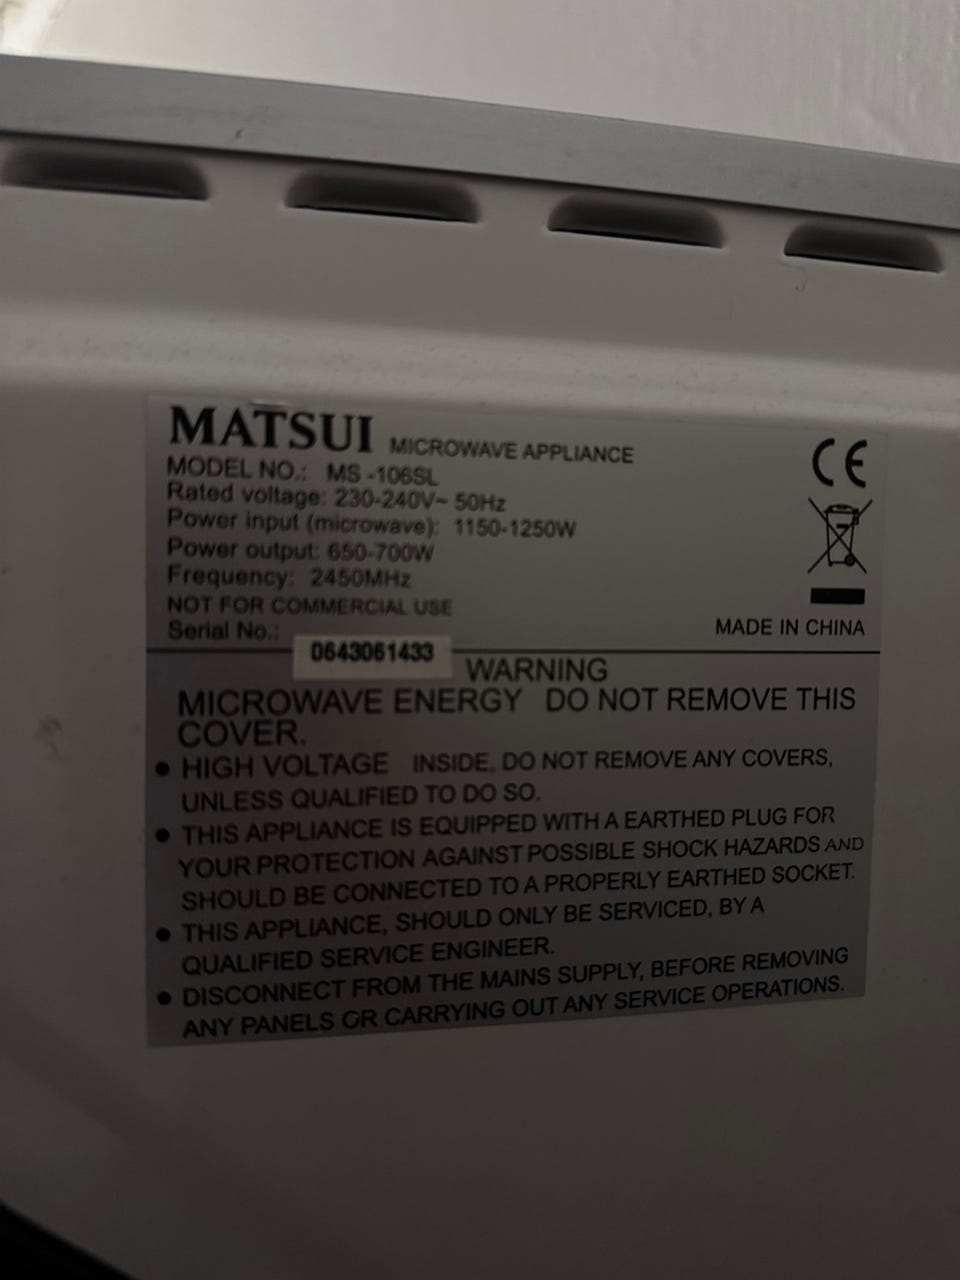 MATSUI MICROWAVE APPLIANCE
MODEL NO.: MS -106SL
Rated voltage: 230-240V~ 50Hz
Power input (microwave): 1150-1250W
Power output: 650-700W
Frequency: 2450MHz
NOT FOR COMMERCIAL USE
Serial No.:
0643061433
CE
MADE IN CHINA
WARNING
MICROWAVE ENERGY DO NOT REMOVE THIS
COVER.
● HIGH VOLTAGE INSIDE, DO NOT REMOVE ANY COVERS,
UNLESS QUALIFIED TO DO SO.
● THIS APPLIANCE IS EQUIPPED WITH A EARTHED PLUG FOR
YOUR PROTECTION AGAINST POSSIBLE SHOCK HAZARDS AND
SHOULD BE CONNECTED TO A PROPERLY EARTHED SOCKET.
● THIS APPLIANCE, SHOULD ONLY BE SERVICED, BY A
QUALIFIED SERVICE ENGINEER.
● DISCONNECT FROM THE MAINS SUPPLY, BEFORE REMOVING
ANY PANELS OR CARRYING OUT ANY SERVICE OPERATIONS.